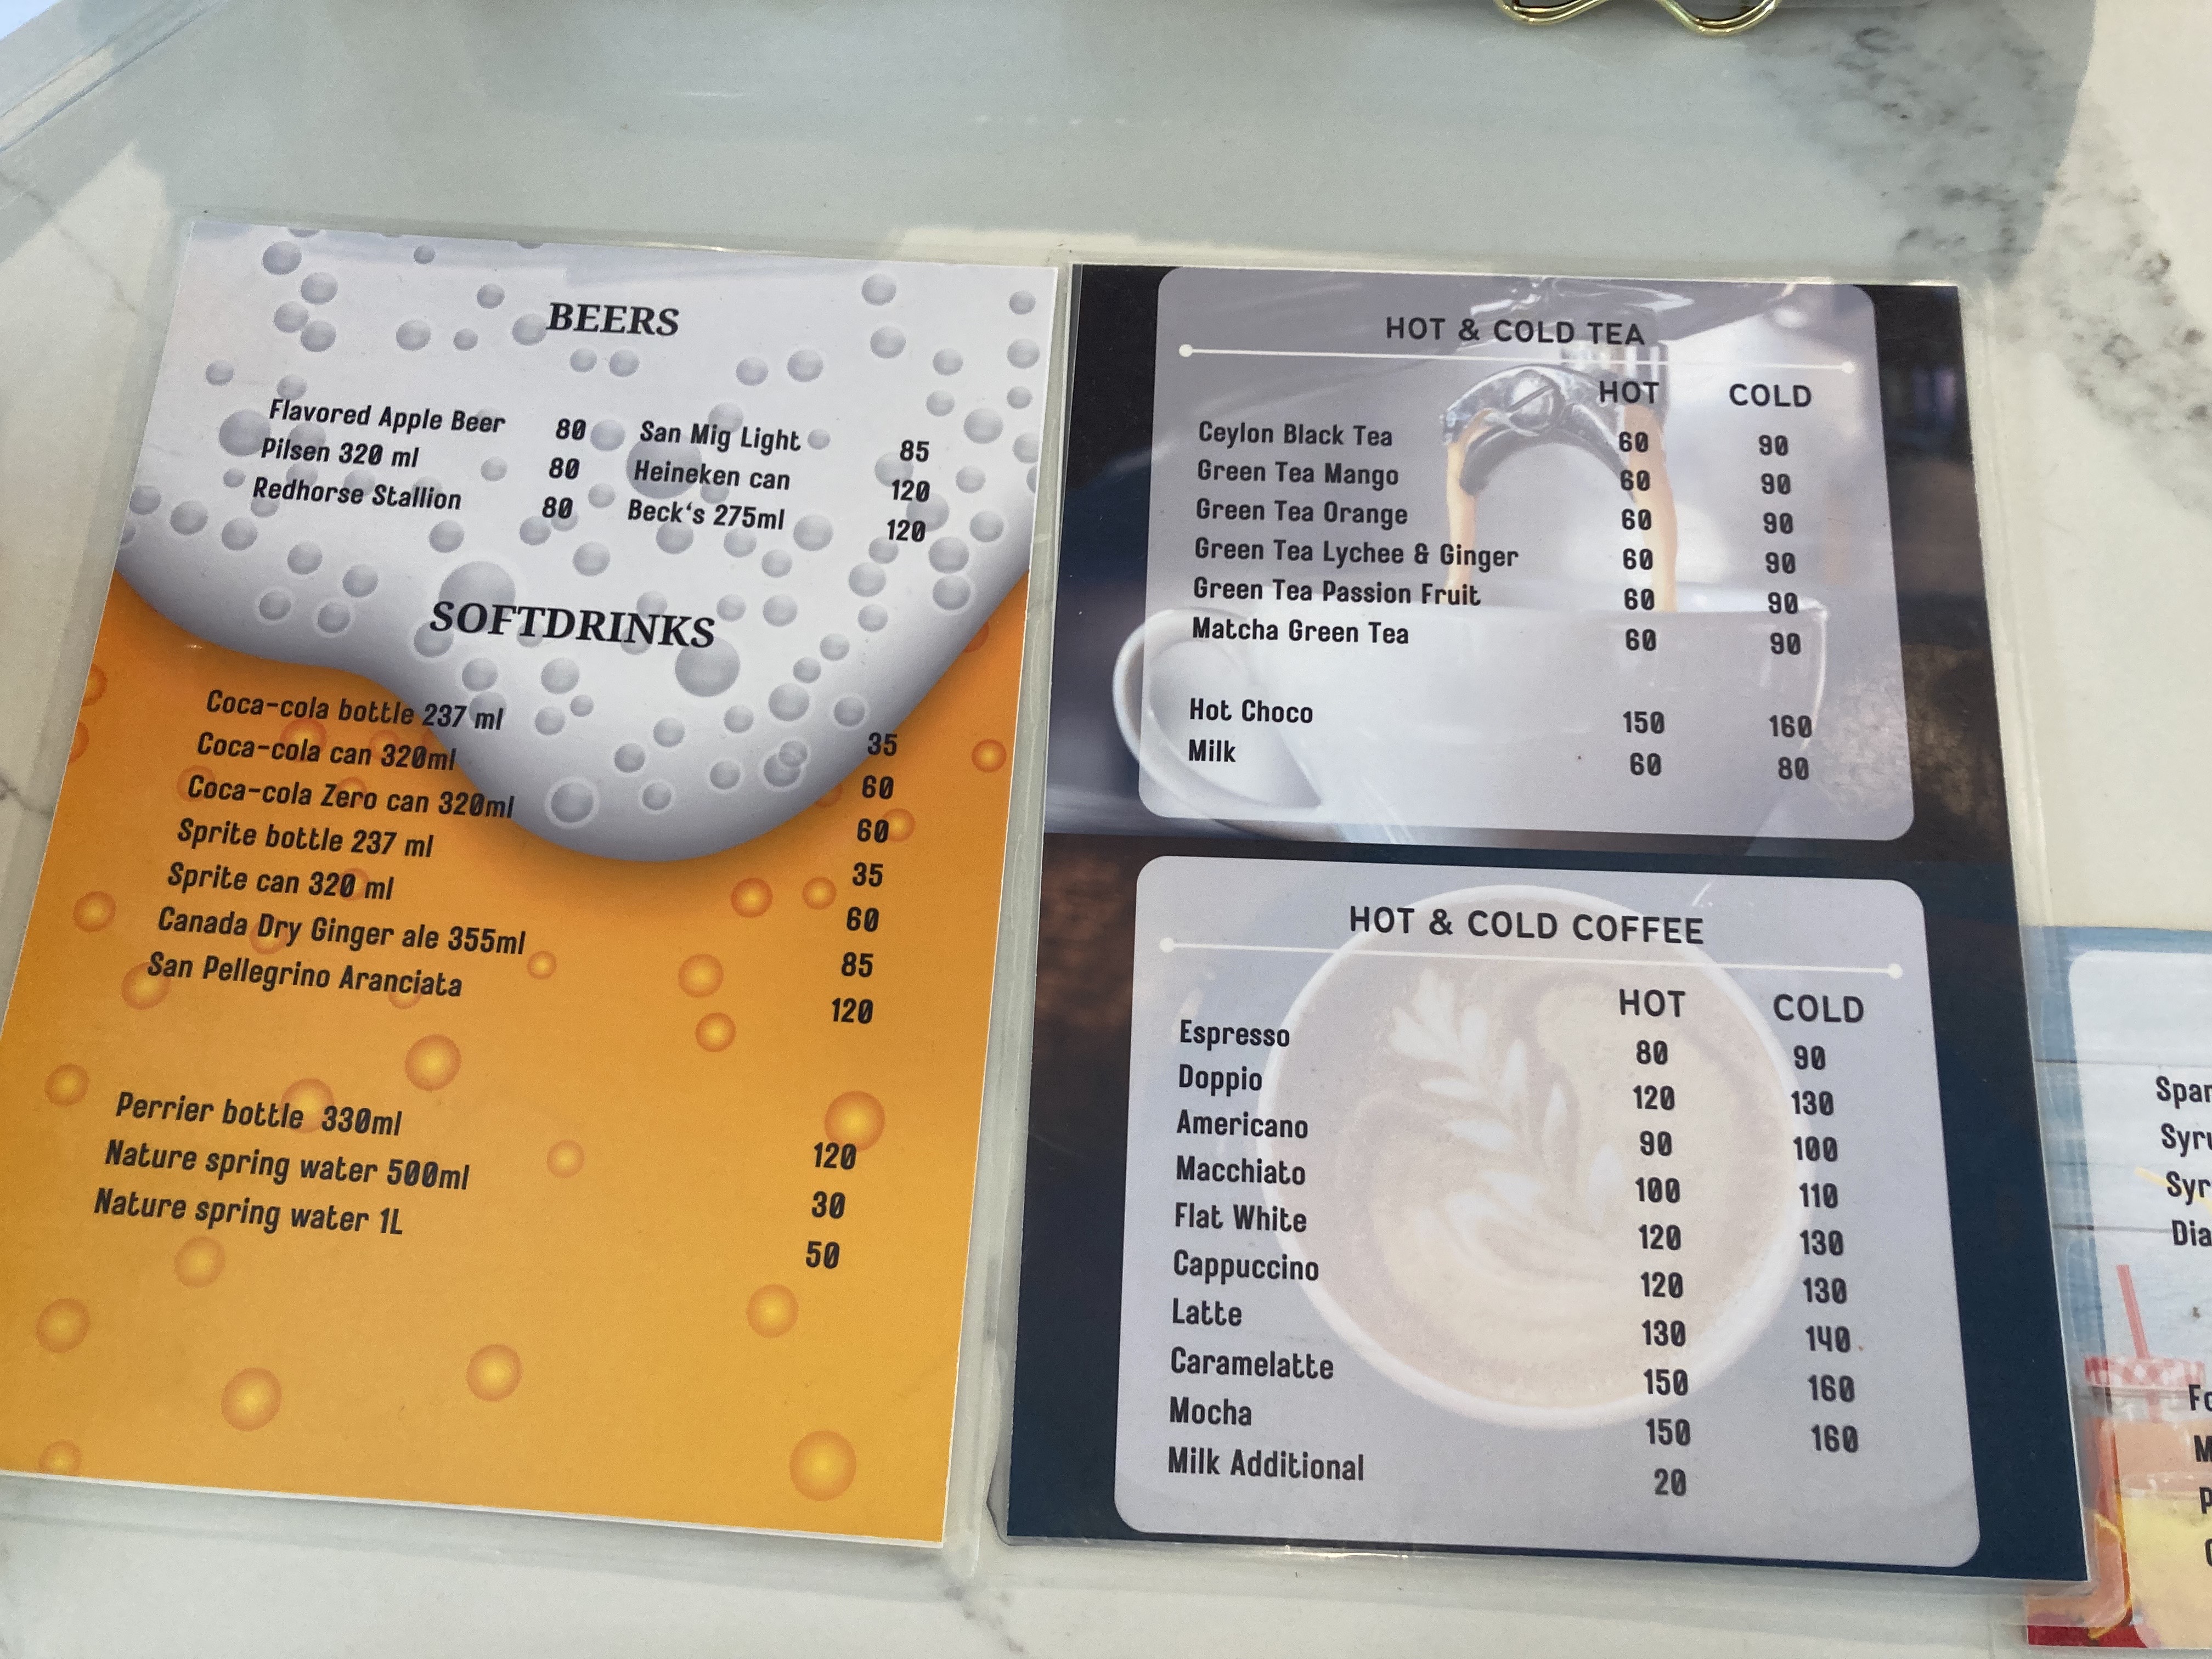 BEERS
Flavored Apple Beer 80 San Mig Light 85
Pilsen 320 ml 80 Heineken can 120
Redhorse Stallion 80 Beck's 275ml 120
SOFTDRINKS
Coca-cola bottle 237 ml 35
Coca-cola can 320ml 60
Coca-cola Zero can 320ml 60
Sprite bottle 237 ml 35
Sprite can 320 ml 60
Canada Dry Ginger ale 355ml 85
San Pellegrino Aranciata 120
Perrier bottle 330ml 120
Nature spring water 500ml 30
Nature spring water 1L 50
HOT & COLD TEA
HOT COLD
Ceylon Black Tea 60 90
Green Tea Mango 60 90
Green Tea Orange 60 90
Green Tea Lychee & Ginger 60 90
Green Tea Passion Fruit 60 90
Matcha Green Tea 60 90
Hot Choco 150 160
Milk 60 80
HOT & COLD COFFEE
HOT COLD
Espresso 80 90
Doppio 120 130
Americano 90 100
Macchiato 100 110
Flat White 120 130
Cappuccino 120 130
Latte 130 140
Caramelatte 150 160
Mocha 150 160
Milk Additional 20